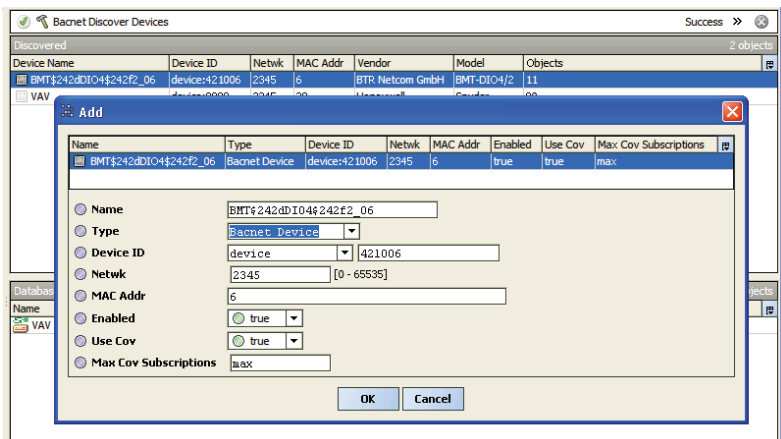 Bacnet Discover Devices Success »
Discovered 2 objects
Device Name Device ID Netwk MAC Addr Vendor Model Objects
BMT$242dDIO4$242f2_06 device:421006 2345 6 BTR Netcom GmbH BMT-DIO4/2 11
VAV
Add
Name Type Device ID Netwk MAC Addr Enabled Use Cov Max Cov Subscriptions
BMT$242dDIO4$242f2_06 Bacnet Device device:421006 2345 6 true true max
Name BMT$242dDIO4$242f2_06
Type Bacnet Device
Device ID device 421006
Netwk 2345 [0 - 65535]
MAC Addr 6
Enabled true
Use Cov true
Max Cov Subscriptions max
OK Cancel
Databas jects
Name
VAV